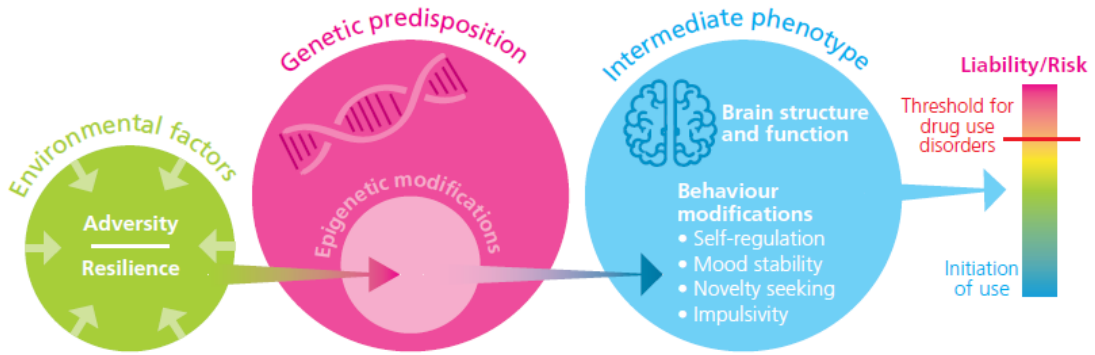 Environmental factors
Adversity
Resilience
Genetic predisposition
Epigenetic modifications
Intermediate phenotype
Brain structure
and function
Behaviour
modifications
• Self-regulation
• Mood stability
• Novelty seeking
• Impulsivity
Liability/Risk
Threshold for
drug use
disorders
Initiation
of use